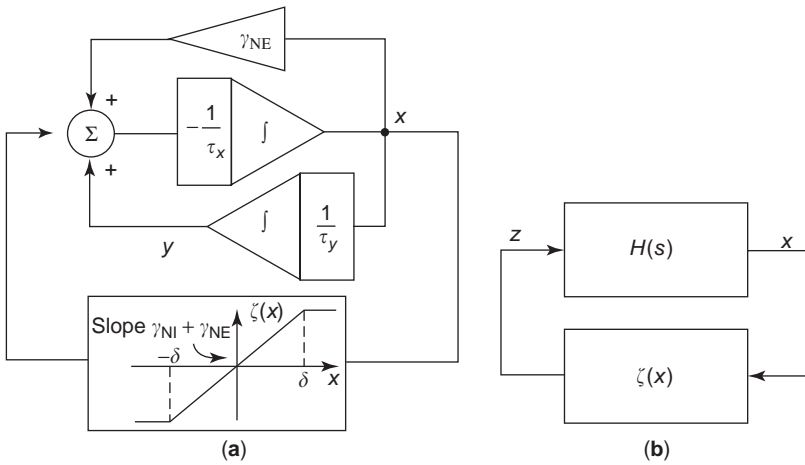 γNE
+
Σ
− 1/τx
∫
x
+
∫
1/τy
y
Slope γNI + γNE
ζ(x)
−δ
δ
x
(a)
z
H(s)
x
ζ(x)
(b)